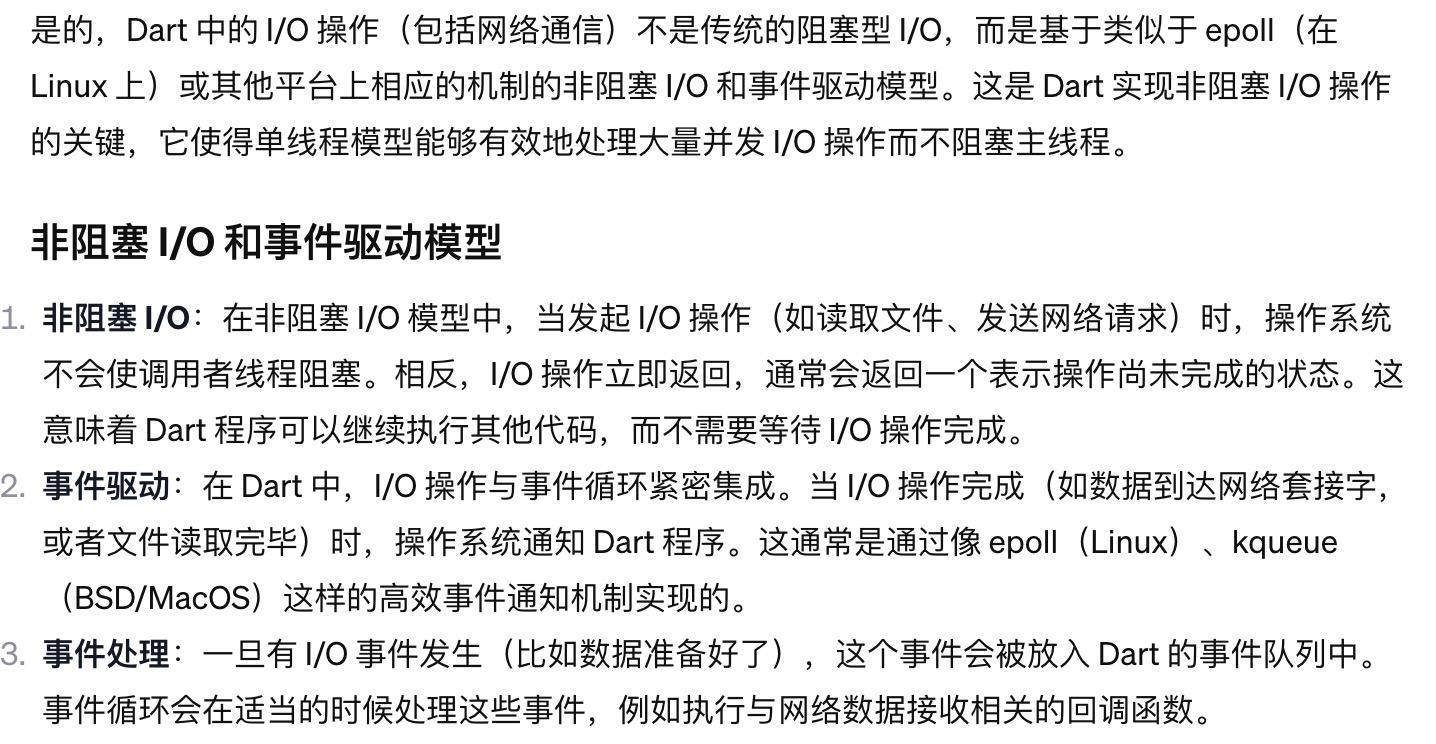 是的，Dart 中的 I/O 操作（包括网络通信）不是传统的阻塞型 I/O，而是基于类似于 epoll（在
Linux 上）或其他平台上相应的机制的非阻塞 I/O 和事件驱动模型。这是 Dart 实现非阻塞 I/O 操作
的关键，它使得单线程模型能够有效地处理大量并发 I/O 操作而不阻塞主线程。
非阻塞 I/O 和事件驱动模型
1. 非阻塞 I/O：在非阻塞 I/O 模型中，当发起 I/O 操作（如读取文件、发送网络请求）时，操作系统
不会使调用者线程阻塞。相反，I/O 操作立即返回，通常会返回一个表示操作尚未完成的状态。这
意味着 Dart 程序可以继续执行其他代码，而不需要等待 I/O 操作完成。
2. 事件驱动：在 Dart 中，I/O 操作与事件循环紧密集成。当 I/O 操作完成（如数据到达网络套接字，
或者文件读取完毕）时，操作系统通知 Dart 程序。这通常是通过像 epoll（Linux）、kqueue
（BSD/MacOS）这样的高效事件通知机制实现的。
3. 事件处理：一旦有 I/O 事件发生（比如数据准备好了），这个事件会被放入 Dart 的事件队列中。
事件循环会在适当的时候处理这些事件，例如执行与网络数据接收相关的回调函数。